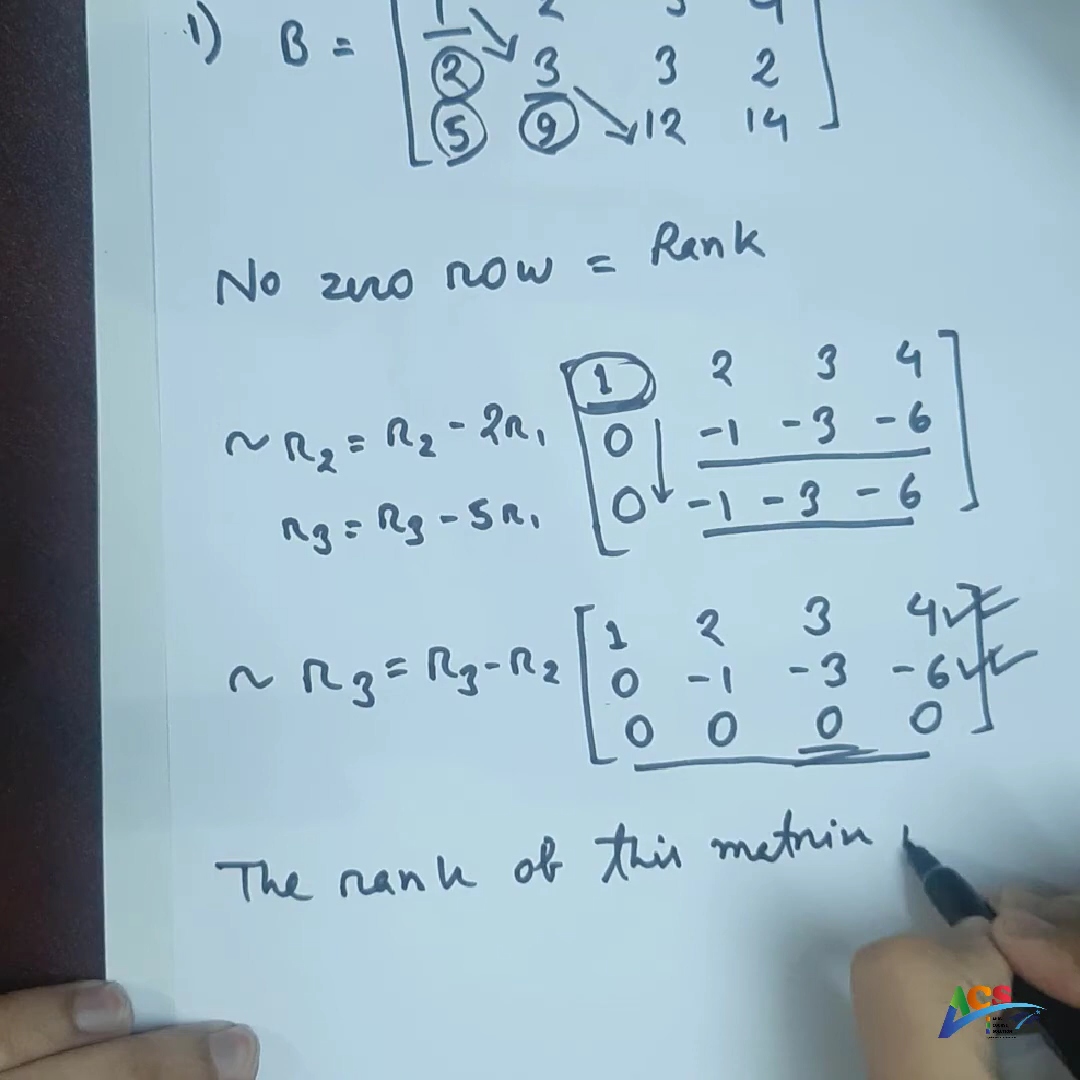 1) B = [ 1 2 3 4
2 3 3 2
5 9 12 14 ]
No zero row = Rank
~ R2 = R2 - 2R1 [ 1 2 3 4
0 -1 -3 -6
R3 = R3 - 5R1 0 -1 -3 -6 ]
[ 1 2 3 4
~ R3 = R3 - R2 0 -1 -3 -6
0 0 0 0 ]
The rank of this matrix
ACS